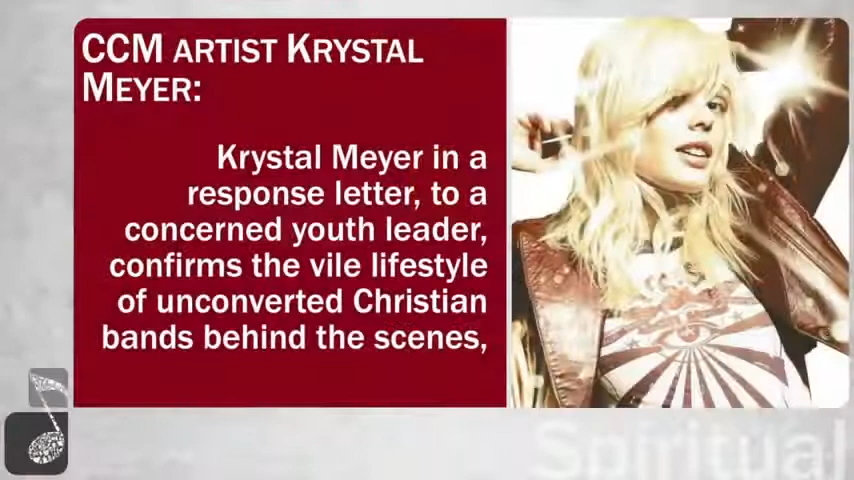 CCM ARTIST KRYSTAL
MEYER:
Krystal Meyer in a
response letter, to a
concerned youth leader,
confirms the vile lifestyle
of unconverted Christian
bands behind the scenes,
Spiritual